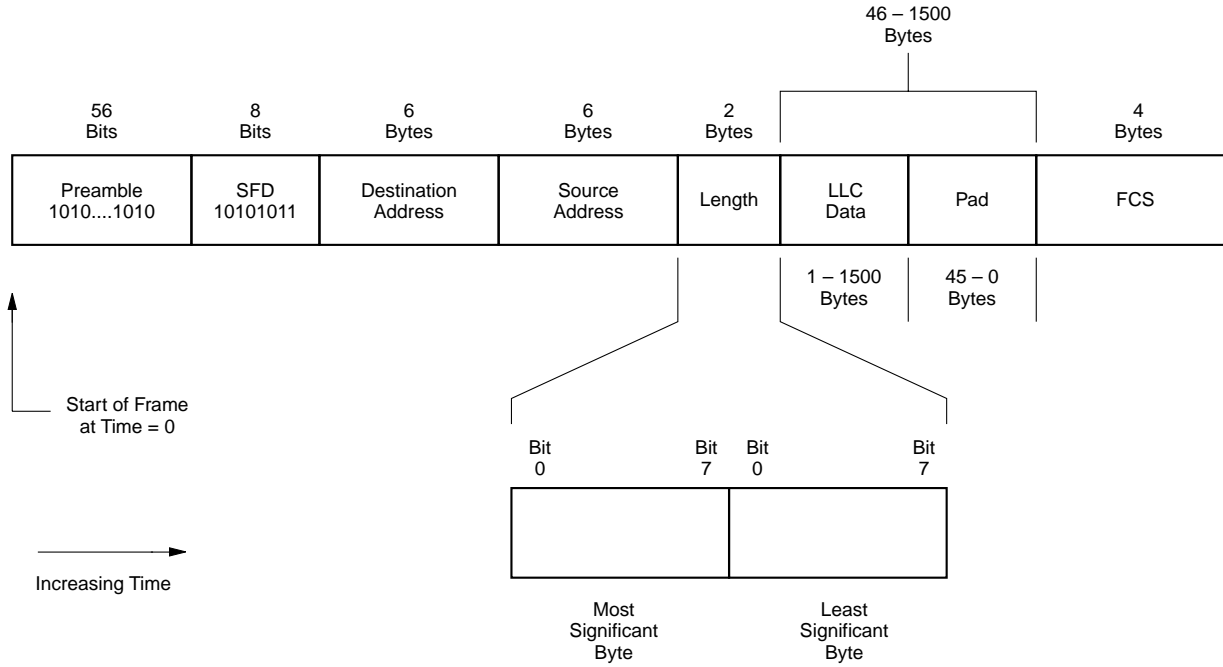 46 – 1500
Bytes
56
Bits
8
Bits
6
Bytes
6
Bytes
2
Bytes
4
Bytes
Preamble
1010....1010
SFD
10101011
Destination
Address
Source
Address
Length
LLC
Data
Pad
FCS
1 – 1500
Bytes
45 – 0
Bytes
Start of Frame
at Time = 0
Bit
0
Bit
7
Bit
0
Bit
7
Increasing Time
Most
Significant
Byte
Least
Significant
Byte